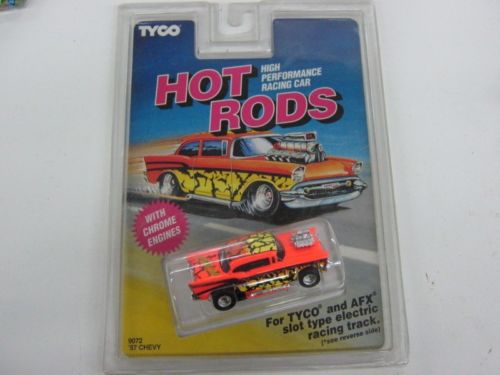 TYCO®
HOT
RODS
HIGH
PERFORMANCE
RACING CAR
WITH
CHROME
ENGINES
For TYCO® and AFX®
slot type electric
racing track.
(*see reverse side)
9072
'57 CHEVY